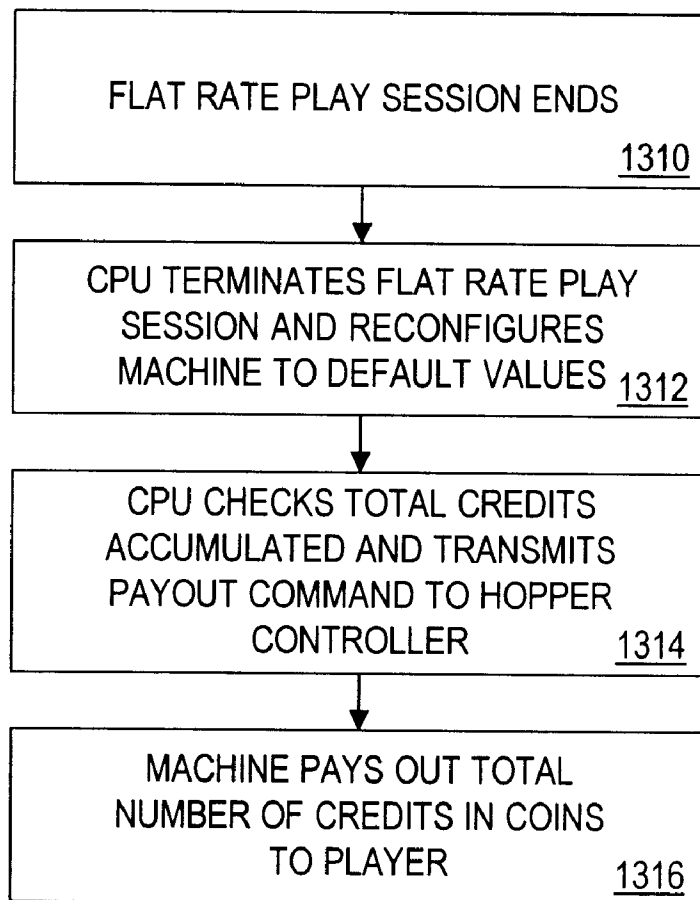 FLAT RATE PLAY SESSION ENDS
1310
CPU TERMINATES FLAT RATE PLAY
SESSION AND RECONFIGURES
MACHINE TO DEFAULT VALUES
1312
CPU CHECKS TOTAL CREDITS
ACCUMULATED AND TRANSMITS
PAYOUT COMMAND TO HOPPER
CONTROLLER
1314
MACHINE PAYS OUT TOTAL
NUMBER OF CREDITS IN COINS
TO PLAYER
1316